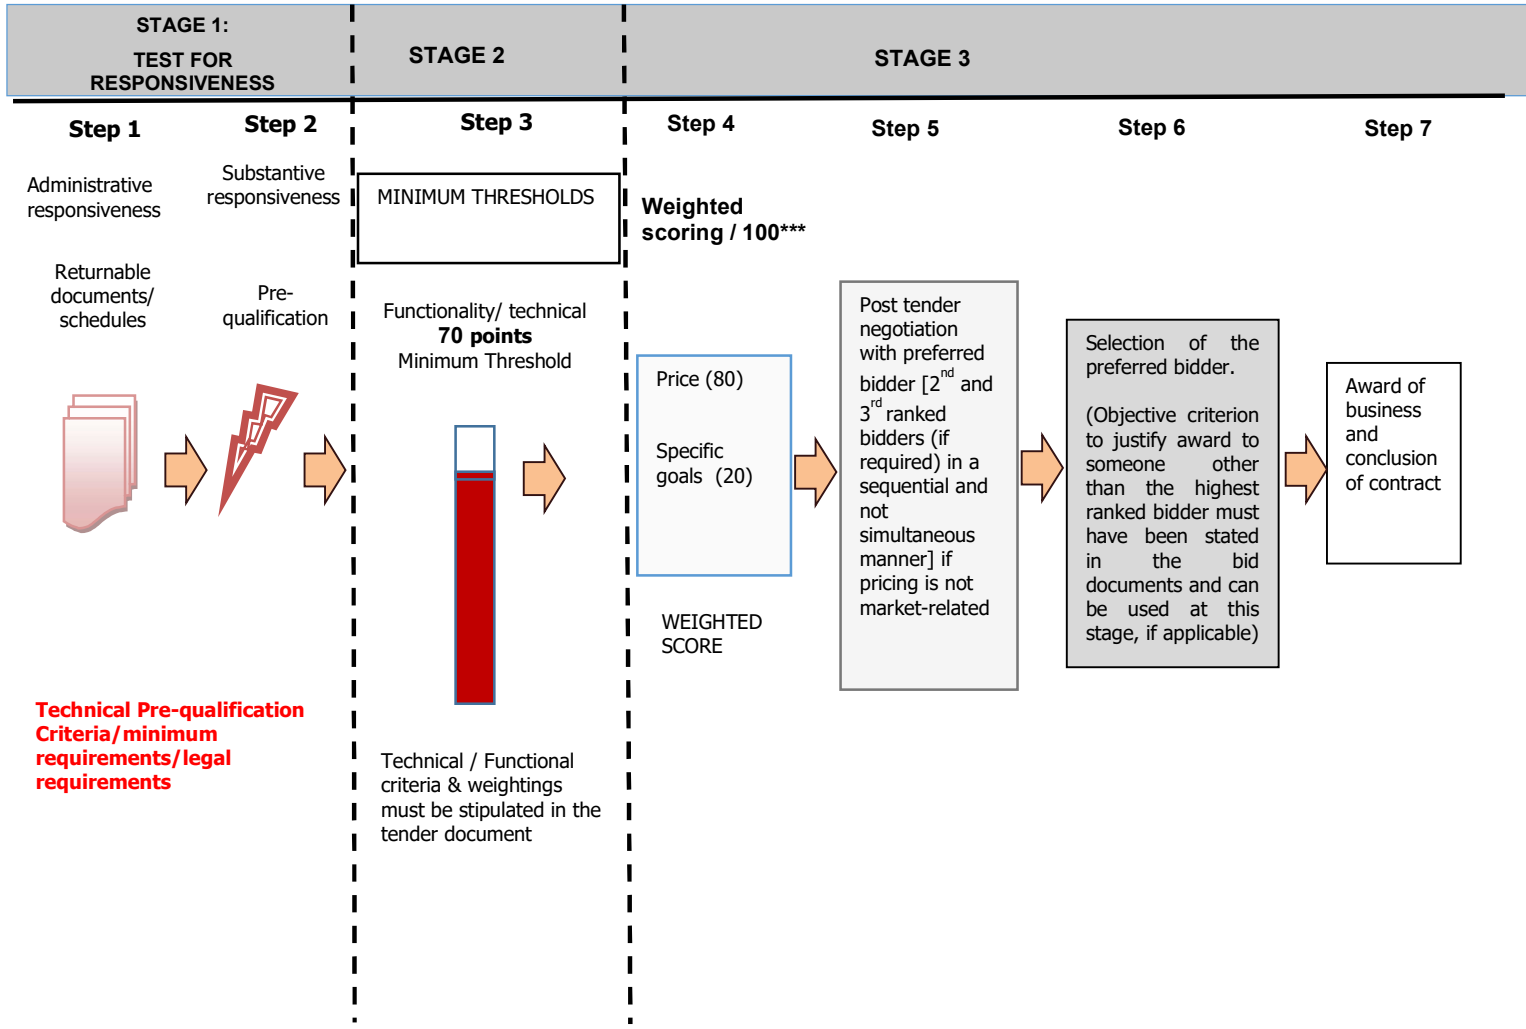 STAGE 1:
TEST FOR
RESPONSIVENESS
STAGE 2
STAGE 3
Step 1
Step 2
Step 3
Step 4
Step 5
Step 6
Step 7
Administrative
responsiveness
Returnable
documents/
schedules
Substantive
responsiveness
Pre-
qualification
Technical Pre-qualification
Criteria/minimum
requirements/legal
requirements
MINIMUM THRESHOLDS
Functionality/ technical
70 points
Minimum Threshold
Technical / Functional
criteria & weightings
must be stipulated in the
tender document
Weighted
scoring / 100***
Price (80)
Specific
goals (20)
WEIGHTED
SCORE
Post tender
negotiation
with preferred
bidder [2nd and
3rd ranked
bidders (if
required) in a
sequential and
not
simultaneous
manner] if
pricing is not
market-related
Selection of the
preferred bidder.
(Objective criterion
to justify award to
someone other
than the highest
ranked bidder must
have been stated
in the bid
documents and can
be used at this
stage, if applicable)
Award of
business
and
conclusion
of contract